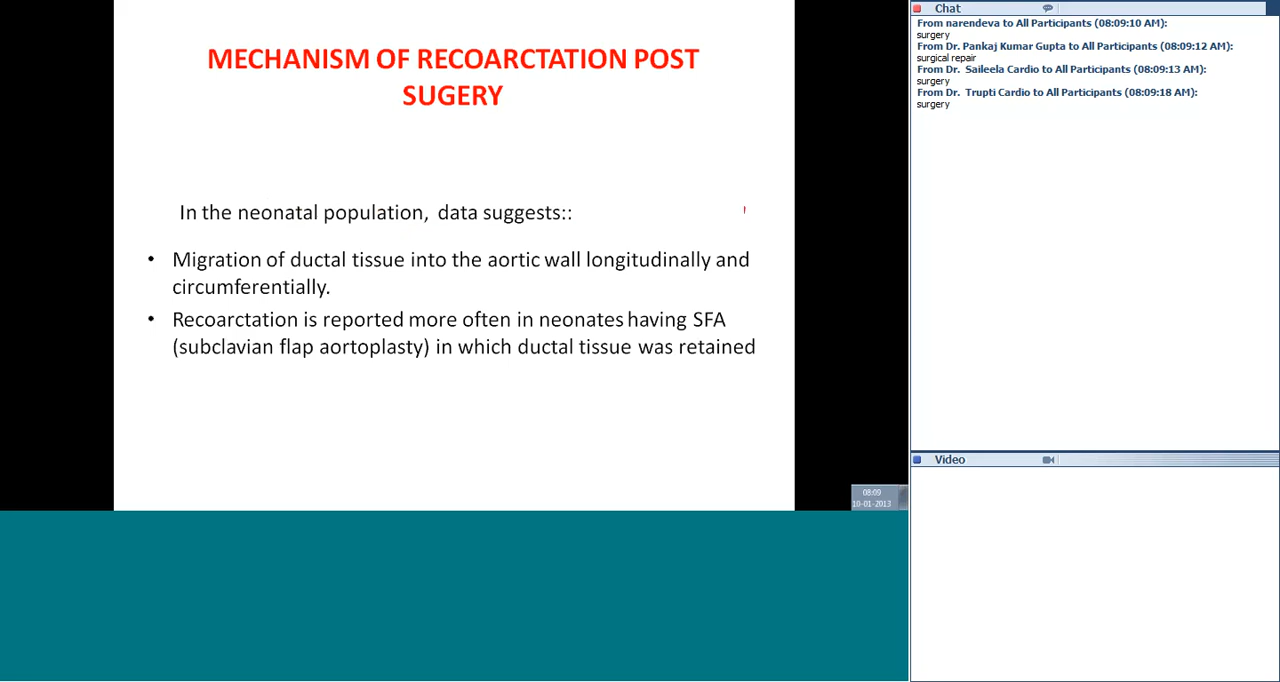 MECHANISM OF RECOARCTATION POST
SUGERY
In the neonatal population, data suggests::
• Migration of ductal tissue into the aortic wall longitudinally and
circumferentially.
• Recoarctation is reported more often in neonates having SFA
(subclavian flap aortoplasty) in which ductal tissue was retained
08:09
10-01-2013
Chat
From narendeva to All Participants (08:09:10 AM):
surgery
From Dr. Pankaj Kumar Gupta to All Participants (08:09:12 AM):
surgical repair
From Dr. Saileela Cardio to All Participants (08:09:13 AM):
surgery
From Dr. Trupti Cardio to All Participants (08:09:18 AM):
surgery
Video